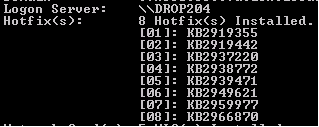 Logon Server: \\DROP204
Hotfix(s): 8 Hotfix(s) Installed.
[01]: KB2919355
[02]: KB2919442
[03]: KB2937220
[04]: KB2938772
[05]: KB2939471
[06]: KB2949621
[07]: KB2959977
[08]: KB2966870